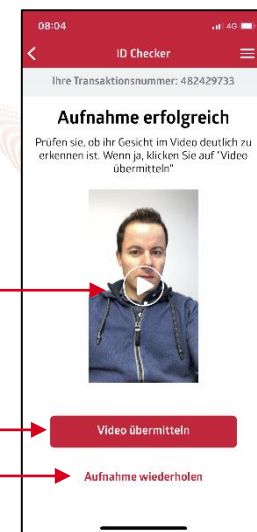 08:04
4G
ID Checker
Ihre Transaktionsnummer: 482429733
Aufnahme erfolgreich
Prüfen sie, ob ihr Gesicht im Video deutlich zu
erkennen ist. Wenn ja, klicken Sie auf "Video
übermitteln"
Video übermitteln
Aufnahme wiederholen